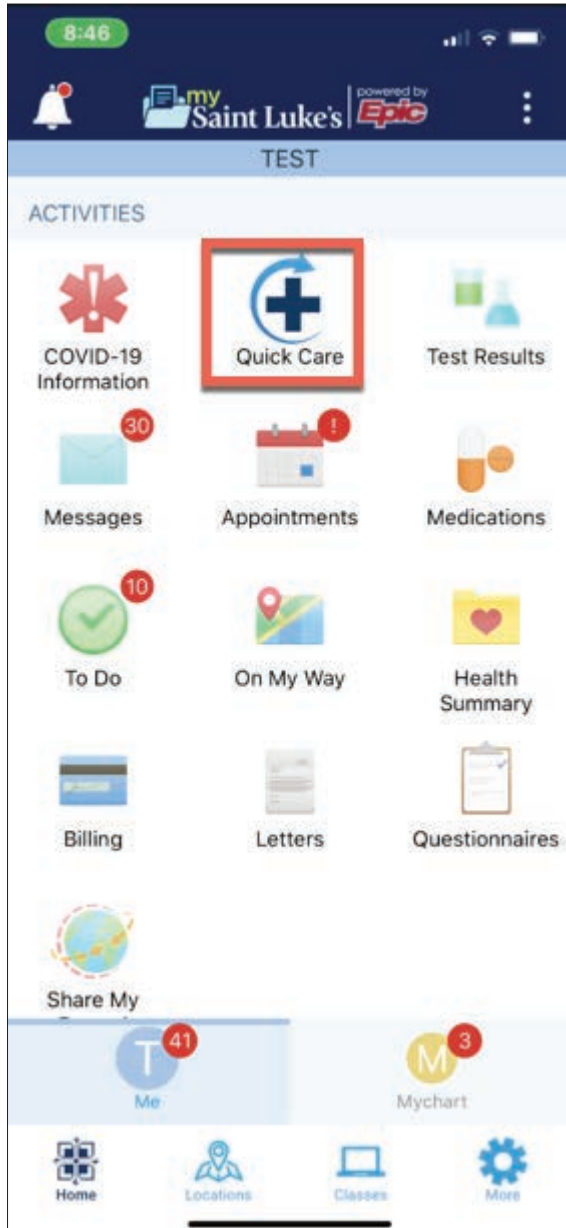 8:46
my
Saint Luke's
powered by
Epic
TEST
ACTIVITIES
COVID-19
Information
Quick Care
Test Results
30
!
Messages
Appointments
Medications
10
To Do
On My Way
Health
Summary
Billing
Letters
Questionnaires
Share My
T
41
M
3
Me
Mychart
Home
Locations
Classes
More